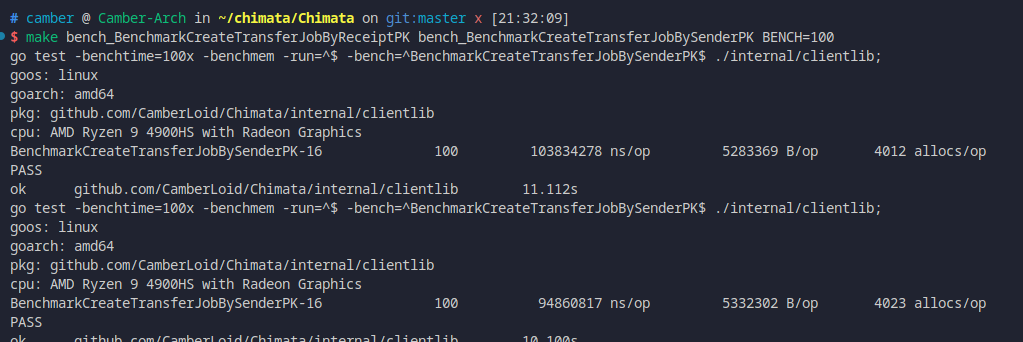 # camber @ Camber-Arch in ~/chimata/Chimata on git:master x [21:32:09]
$ make bench_BenchmarkCreateTransferJobByReceiptPK bench_BenchmarkCreateTransferJobBySenderPK BENCH=100
go test -benchtime=100x -benchmem -run=^$ -bench=^BenchmarkCreateTransferJobBySenderPK$ ./internal/clientlib;
goos: linux
goarch: amd64
pkg: github.com/CamberLoid/Chimata/internal/clientlib
cpu: AMD Ryzen 9 4900HS with Radeon Graphics
BenchmarkCreateTransferJobBySenderPK-16 100 103834278 ns/op 5283369 B/op 4012 allocs/op
PASS
ok github.com/CamberLoid/Chimata/internal/clientlib 11.112s
go test -benchtime=100x -benchmem -run=^$ -bench=^BenchmarkCreateTransferJobBySenderPK$ ./internal/clientlib;
goos: linux
goarch: amd64
pkg: github.com/CamberLoid/Chimata/internal/clientlib
cpu: AMD Ryzen 9 4900HS with Radeon Graphics
BenchmarkCreateTransferJobBySenderPK-16 100 94860817 ns/op 5332302 B/op 4023 allocs/op
PASS
ok github.com/CamberLoid/Chimata/internal/clientlib 10.100s